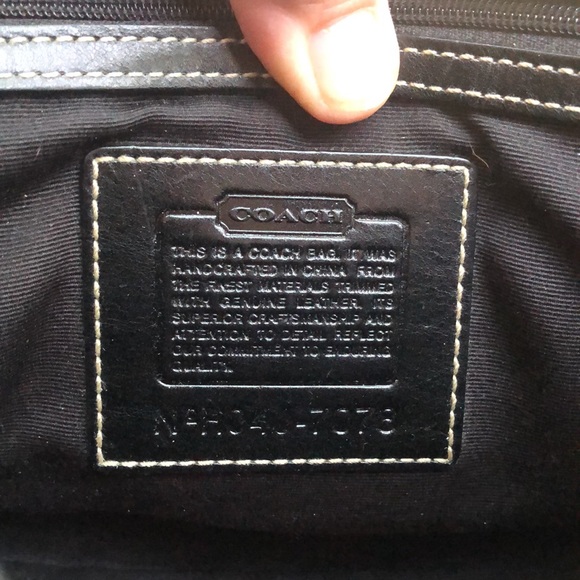 COACH
THIS IS A COACH BAG. IT WAS
HANDCRAFTED IN CHINA FROM
THE FINEST MATERIALS TRIMMED
WITH GENUINE LEATHER. ITS
SUPERIOR CRAFTSMANSHIP AND
ATTENTION TO DETAIL REFLECT
OUR COMMITMENT TO ENDURING
QUALITY.